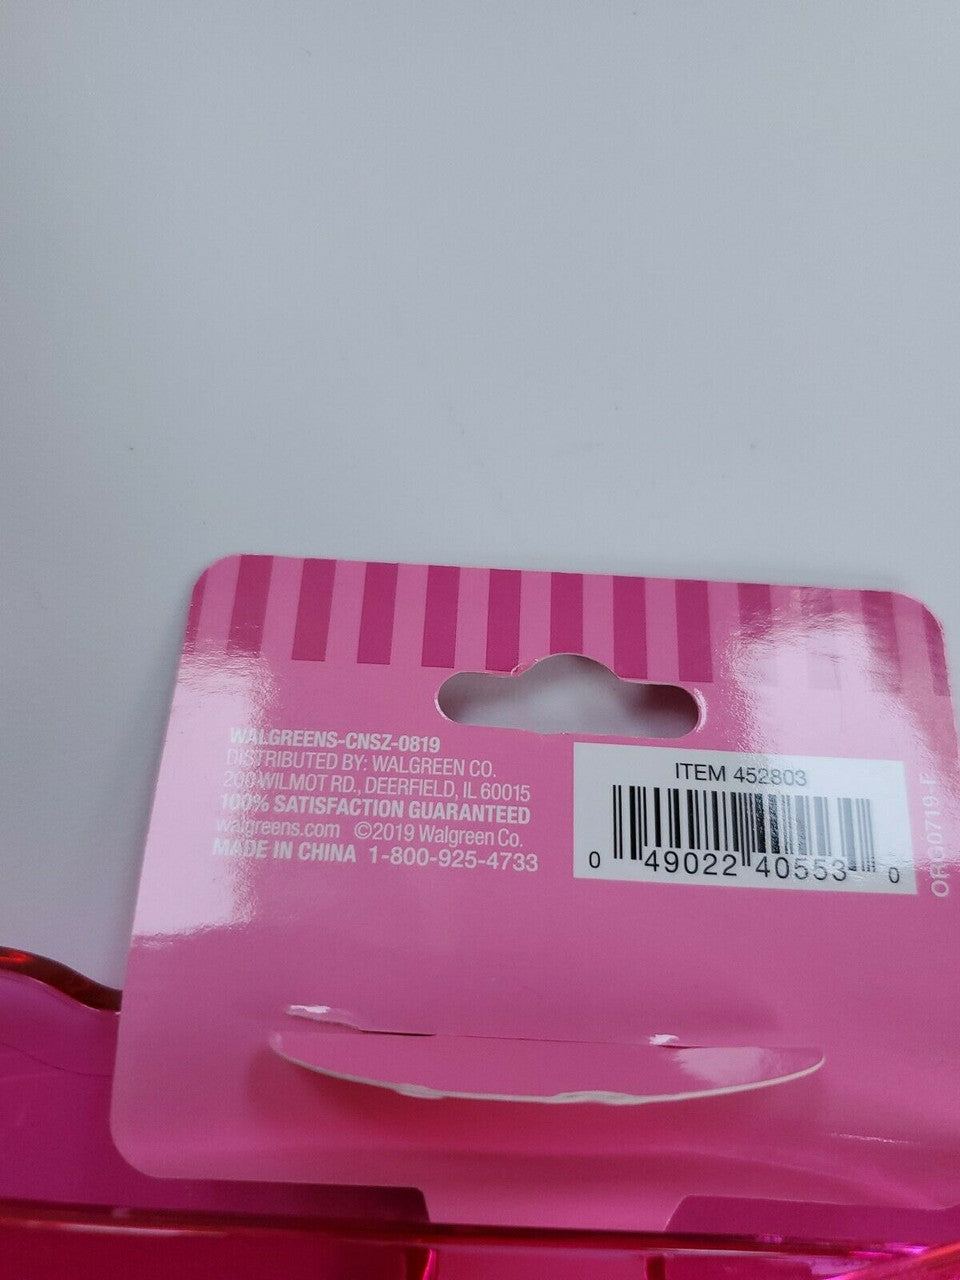 WALGREENS-CNSZ-0819
DISTRIBUTED BY: WALGREEN CO.
200 WILMOT RD., DEERFIELD, IL 60015
100% SATISFACTION GUARANTEED
walgreens.com ©2019 Walgreen Co.
MADE IN CHINA 1-800-925-4733
ITEM 452803
0 49022 40553 0
ORG0719-F